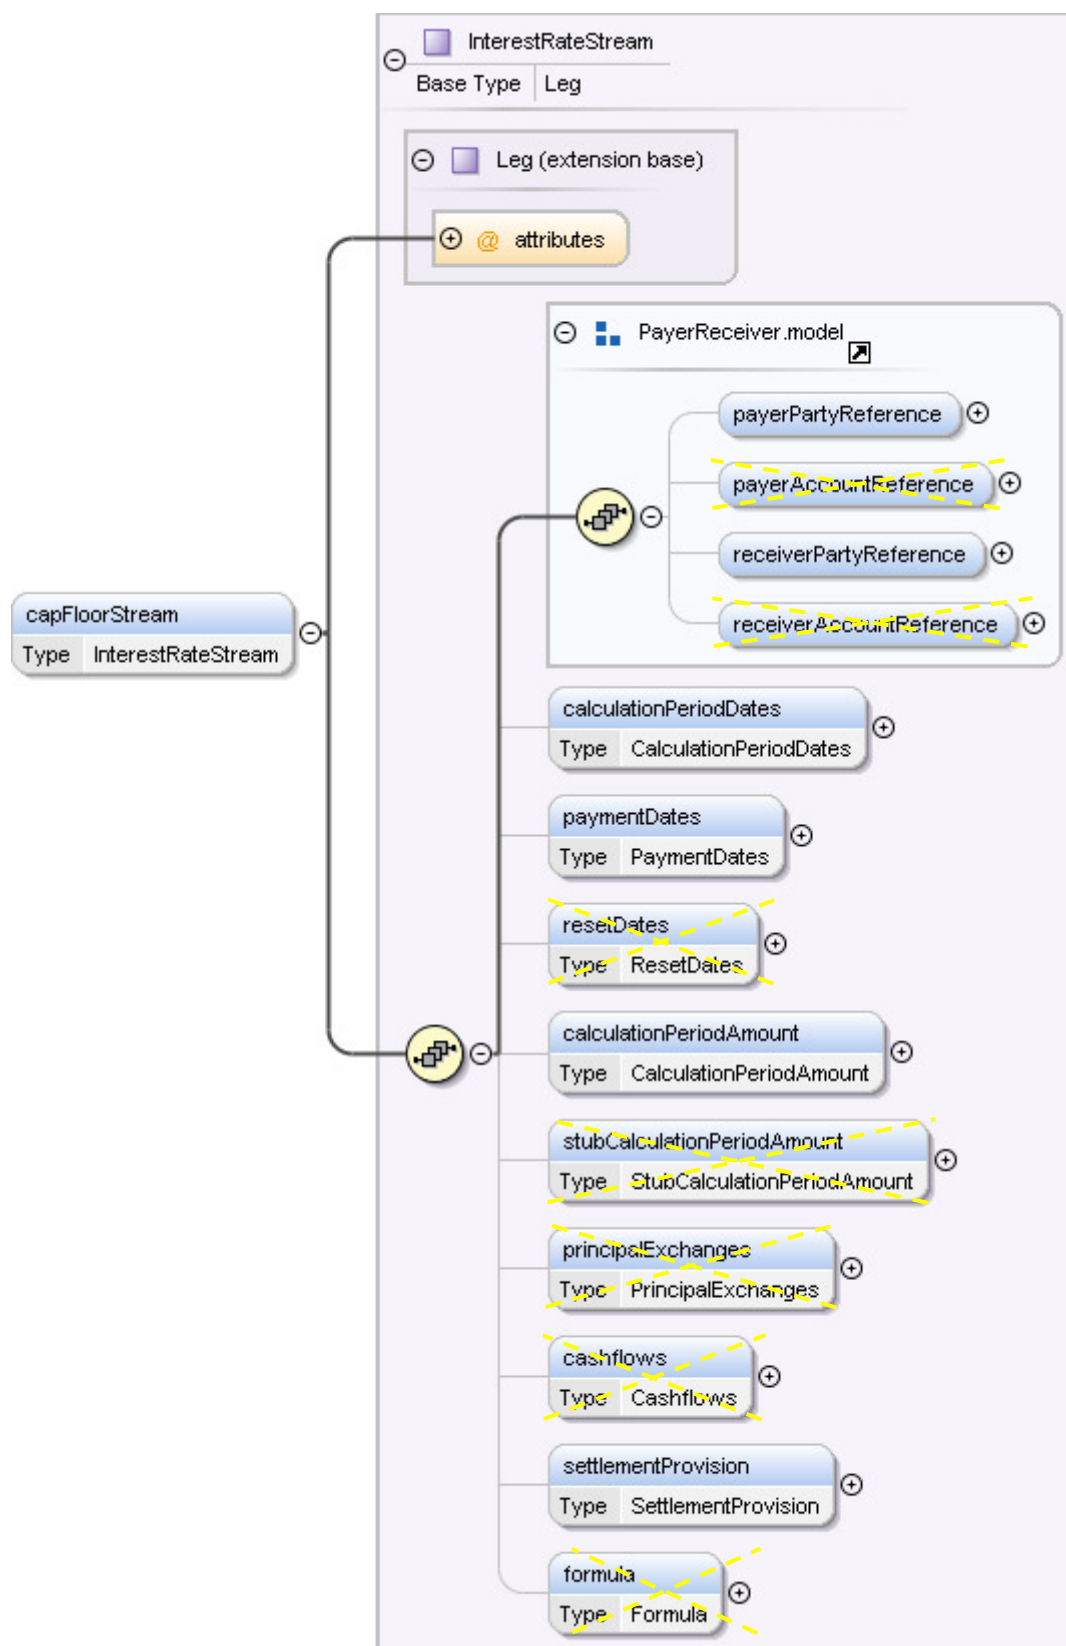 InterestRateStream
Base Type Leg
Leg (extension base)
@ attributes
PayerReceiver.model
payerPartyReference
payerAccountReference
receiverPartyReference
receiverAccountReference
capFloorStream
Type InterestRateStream
calculationPeriodDates
Type CalculationPeriodDates
paymentDates
Type PaymentDates
resetDates
Type ResetDates
calculationPeriodAmount
Type CalculationPeriodAmount
stubCalculationPeriodAmount
Type StubCalculationPeriodAmount
principalExchanges
Type PrincipalExchanges
cashflows
Type Cashflows
settlementProvision
Type SettlementProvision
formula
Type Formula